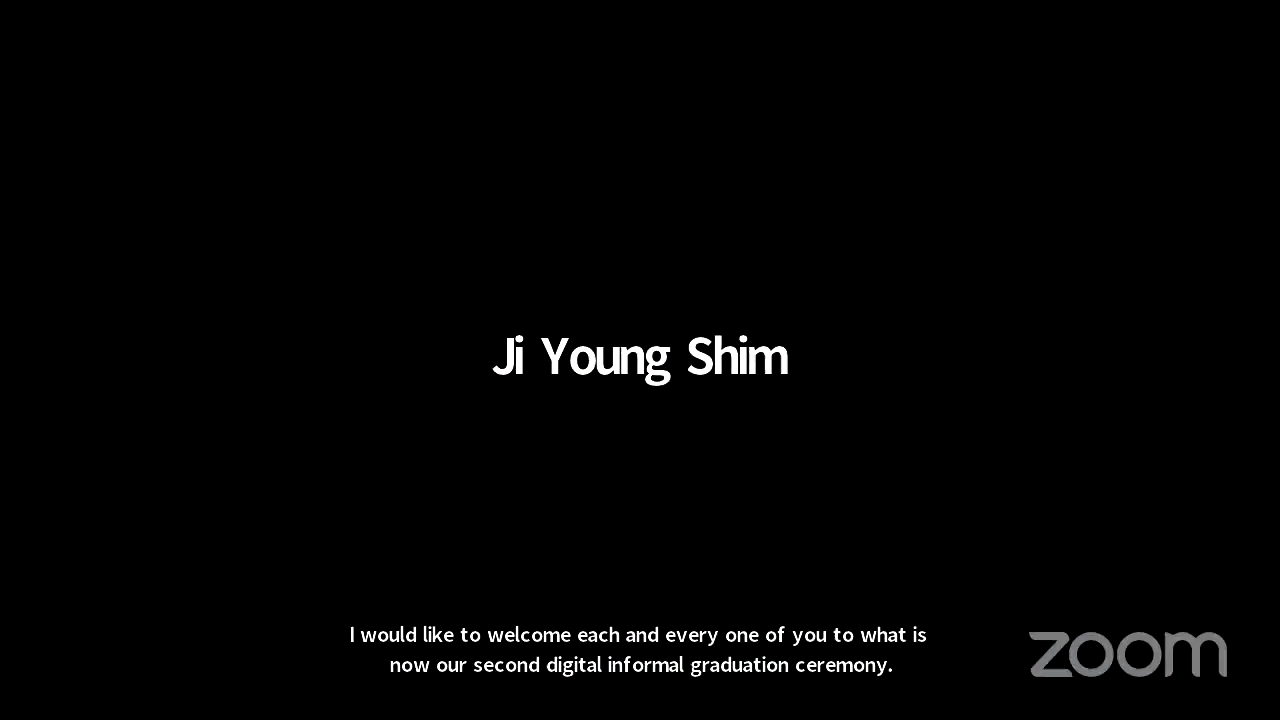 Ji Young Shim
I would like to welcome each and every one of you to what is
now our second digital informal graduation ceremony.
zoom